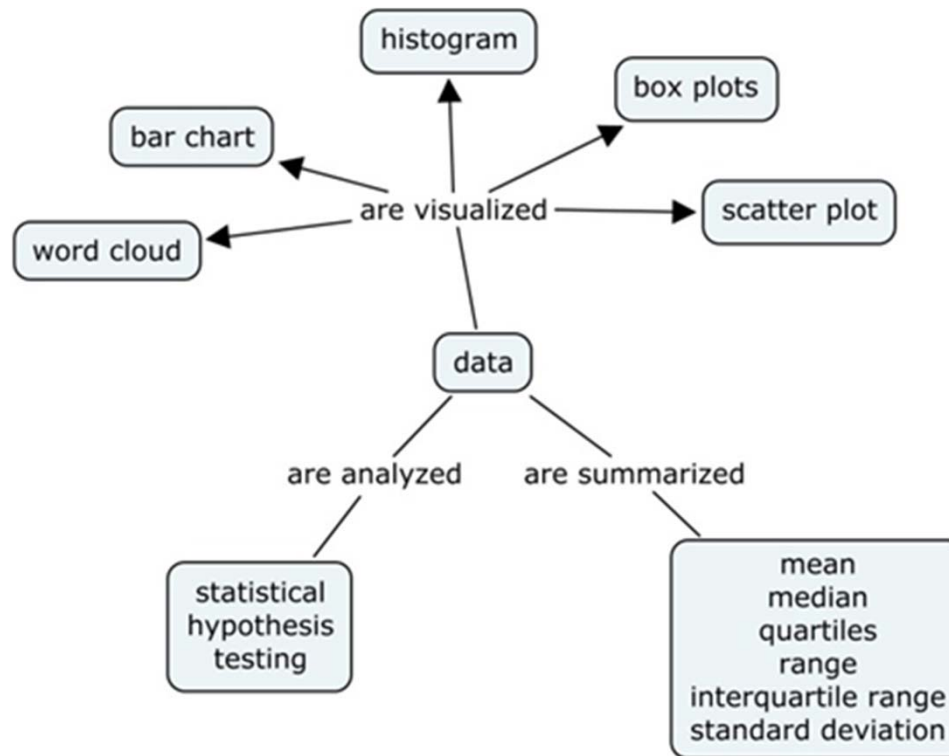 histogram
box plots
bar chart
are visualized
scatter plot
word cloud
data
are analyzed
are summarized
statistical
hypothesis
testing
mean
median
quartiles
range
interquartile range
standard deviation